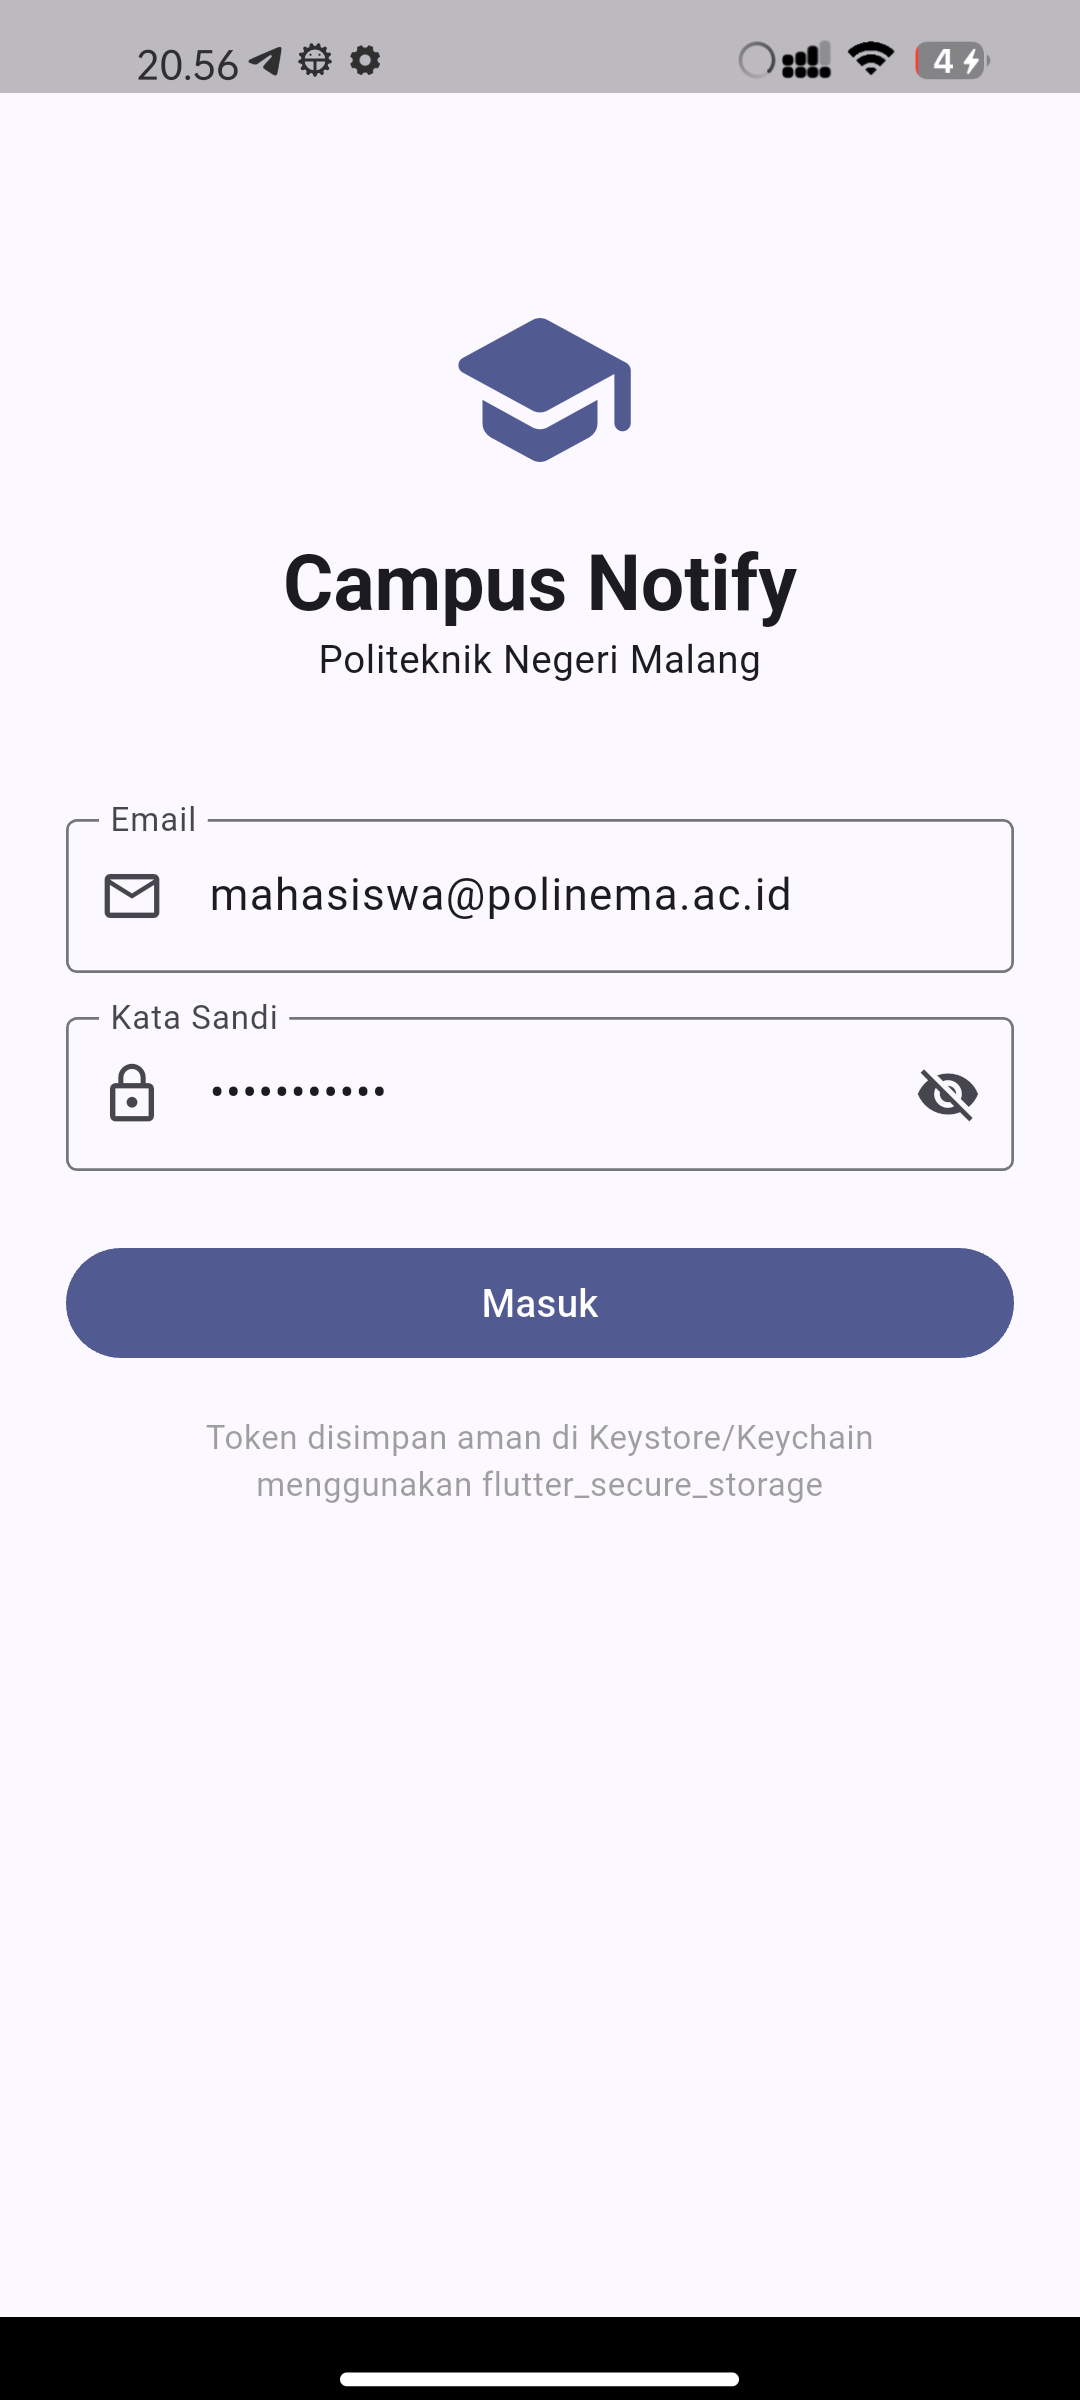 20.56
4
Campus Notify
Politeknik Negeri Malang
Email
mahasiswa@polinema.ac.id
Kata Sandi
•••••••••••
Masuk
Token disimpan aman di Keystore/Keychain
menggunakan flutter_secure_storage